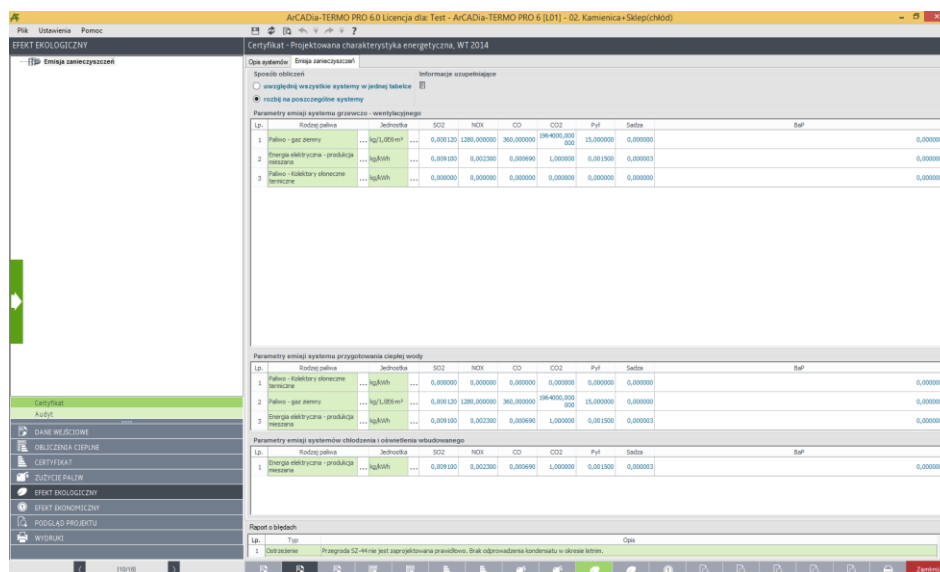 ArCADia-TERMO PRO 6.0 Licencja dla: Test - ArCADia-TERMO PRO 6 [L01] - 02. Kamienica+Sklep(chłód)
Plik Ustawienia Pomoc
EFEKT EKOLOGICZNY
Certyfikat - Projektowana charakterystyka energetyczna, WT 2014
Emisja zanieczyszczeń
Opis systemów Emisja zanieczyszczeń
Sposób obliczeń Informacje uzupełniające
uwzględnij wszystkie systemy w jednej tabelce
rozbij na poszczególne systemy
Parametry emisji systemu grzewczo - wentylacyjnego
Lp. Rodzaj paliwa Jednostka SO2 NOX CO CO2 Pył Sadza BaP
1 Paliwo - gaz ziemny ... kg/1,0E6 m³ ... 0,000120 1280,000000 360,000000 1964000,000000 15,000000 0,000000 0,00000
2 Energia elektryczna - produkcja mieszana ... kg/kWh ... 0,009100 0,002300 0,000690 1,000000 0,001500 0,000003 0,00000
3 Paliwo - Kolektory słoneczne termiczne ... kg/kWh ... 0,000000 0,000000 0,000000 0,000000 0,000000 0,000000 0,00000
Parametry emisji systemu przygotowania ciepłej wody
Lp. Rodzaj paliwa Jednostka SO2 NOX CO CO2 Pył Sadza BaP
1 Paliwo - Kolektory słoneczne termiczne ... kg/kWh ... 0,000000 0,000000 0,000000 0,000000 0,000000 0,000000 0,00000
2 Paliwo - gaz ziemny ... kg/1,0E6 m³ ... 0,000120 1280,000000 360,000000 1964000,000000 15,000000 0,000000 0,00000
3 Energia elektryczna - produkcja mieszana ... kg/kWh ... 0,009100 0,002300 0,000690 1,000000 0,001500 0,000003 0,00000
Parametry emisji systemów chłodzenia i oświetlenia wbudowanego
Lp. Rodzaj paliwa Jednostka SO2 NOX CO CO2 Pył Sadza BaP
1 Energia elektryczna - produkcja mieszana ... kg/kWh ... 0,009100 0,002300 0,000690 1,000000 0,001500 0,000003 0,00000
Certyfikat
Audyt
DANE WEJŚCIOWE
OBLICZENIA CIEPLNE
CERTYFIKAT
ZUŻYCIE PALIW
EFEKT EKOLOGICZNY
EFEKT EKONOMICZNY
PODGLĄD PROJEKTU
WYDRUKI
Raport o błędach
Lp. Typ Opis
1 Ostrzeżenie Przegroda SZ-44 nie jest zaprojektowana prawidłowo. Brak odprowadzenia kondensatu w okresie letnim.
[10/18]
Zamknij